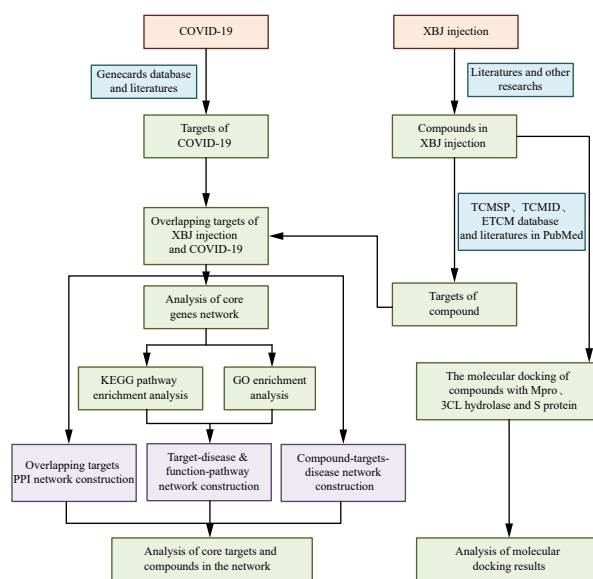 COVID-19
XBJ injection
Genecards database
and literatures
Literatures and other
researchs
Targets of
COVID-19
Compounds in
XBJ injection
TCMSP、TCMID、
ETCM database
and literatures in PubMed
Overlapping targets of
XBJ injection
and COVID-19
Targets of
compound
Analysis of core
genes network
KEGG pathway
enrichment analysis
GO enrichment
analysis
The molecular docking of
compounds with Mpro、
3CL hydrolase and S protein
Overlapping targets
PPI network construction
Target-disease &
function-pathway
network construction
Compound-targets-
disease network
construction
Analysis of core targets and
compounds in the network
Analysis of molecular
docking results